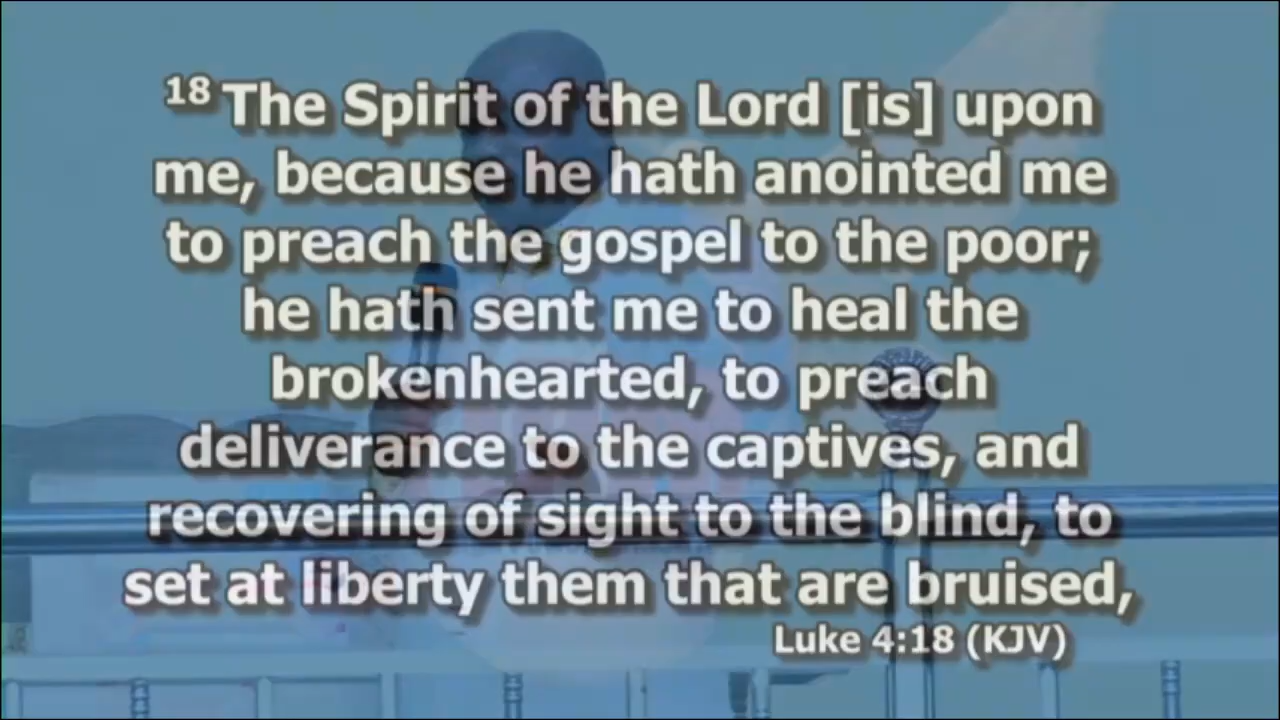 18 The Spirit of the Lord [is] upon
me, because he hath anointed me
to preach the gospel to the poor;
he hath sent me to heal the
brokenhearted, to preach
deliverance to the captives, and
recovering of sight to the blind, to
set at liberty them that are bruised,
Luke 4:18 (KJV)